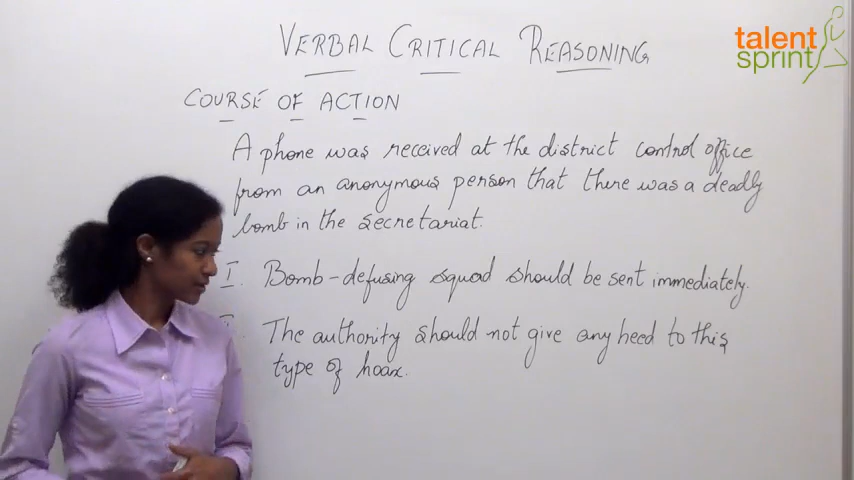 VERBAL CRITICAL REASONING
talent
sprint
COURSE OF ACTION
A phone was received at the district control office
from an anonymous person that there was a deadly
bomb in the secretariat.
I. Bomb-defusing squad should be sent immediately.
The authority should not give any heed to this
type of hoax.